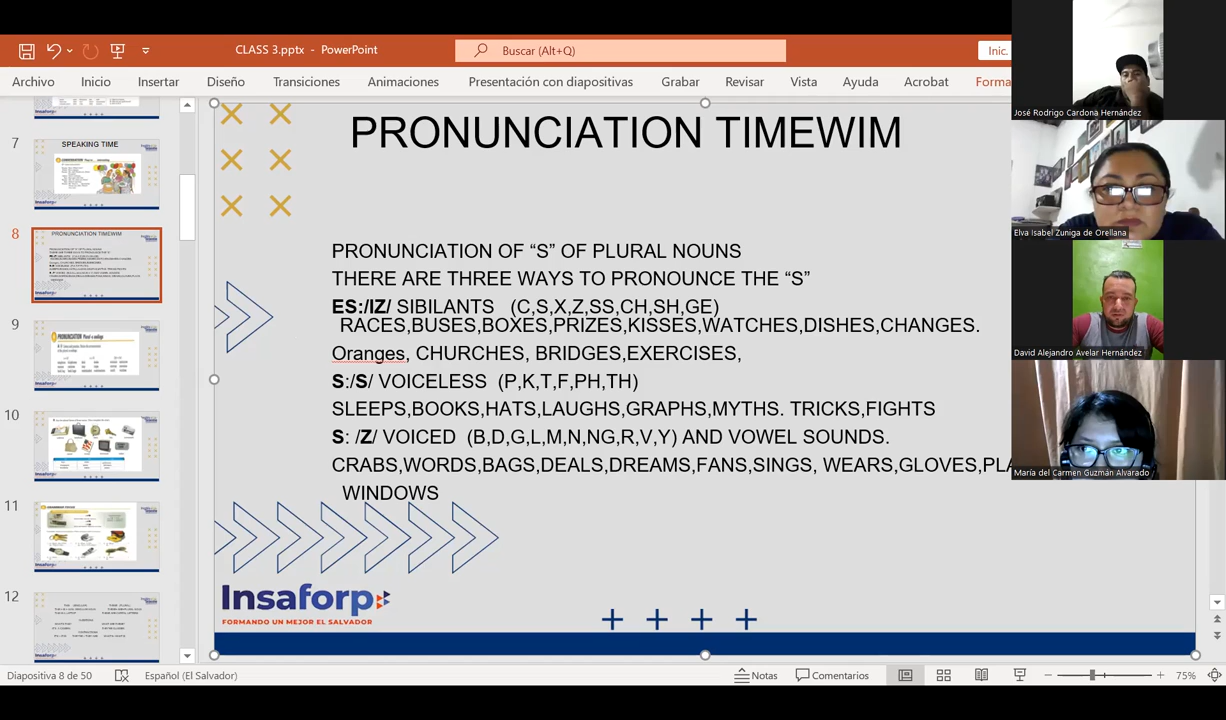 CLASS 3.pptx - PowerPoint
Buscar (Alt+Q)
Inic.
Archivo Inicio Insertar Diseño Transiciones Animaciones Presentación con diapositivas Grabar Revisar Vista Ayuda Acrobat Forma
José Rodrigo Cardona Hernández
Elva Isabel Zuniga de Orellana
David Alejandro Avelar Hernández
María del Carmen Guzmán Alvarado
Insaforp
7
SPEAKING TIME
8
PRONUNCIATION TIMEWIM
9
PRONUNCIATION Plural -s endings
10
11
12
PRONUNCIATION TIMEWIM
PRONUNCIATION OF “S” OF PLURAL NOUNS
THERE ARE THREE WAYS TO PRONOUNCE THE “S”
ES:/IZ/ SIBILANTS (C,S,X,Z,SS,CH,SH,GE)
RACES,BUSES,BOXES,PRIZES,KISSES,WATCHES,DISHES,CHANGES.
Oranges, CHURCHES, BRIDGES,EXERCISES,
S:/S/ VOICELESS (P,K,T,F,PH,TH)
SLEEPS,BOOKS,HATS,LAUGHS,GRAPHS,MYTHS. TRICKS,FIGHTS
S: /Z/ VOICED (B,D,G,L,M,N,NG,R,V,Y) AND VOWEL SOUNDS.
CRABS,WORDS,BAGS,DEALS,DREAMS,FANS,SINGS, WEARS,GLOVES,PLA
WINDOWS
Insaforp
FORMANDO UN MEJOR EL SALVADOR
Diapositiva 8 de 50 Español (El Salvador) Notas Comentarios 75%